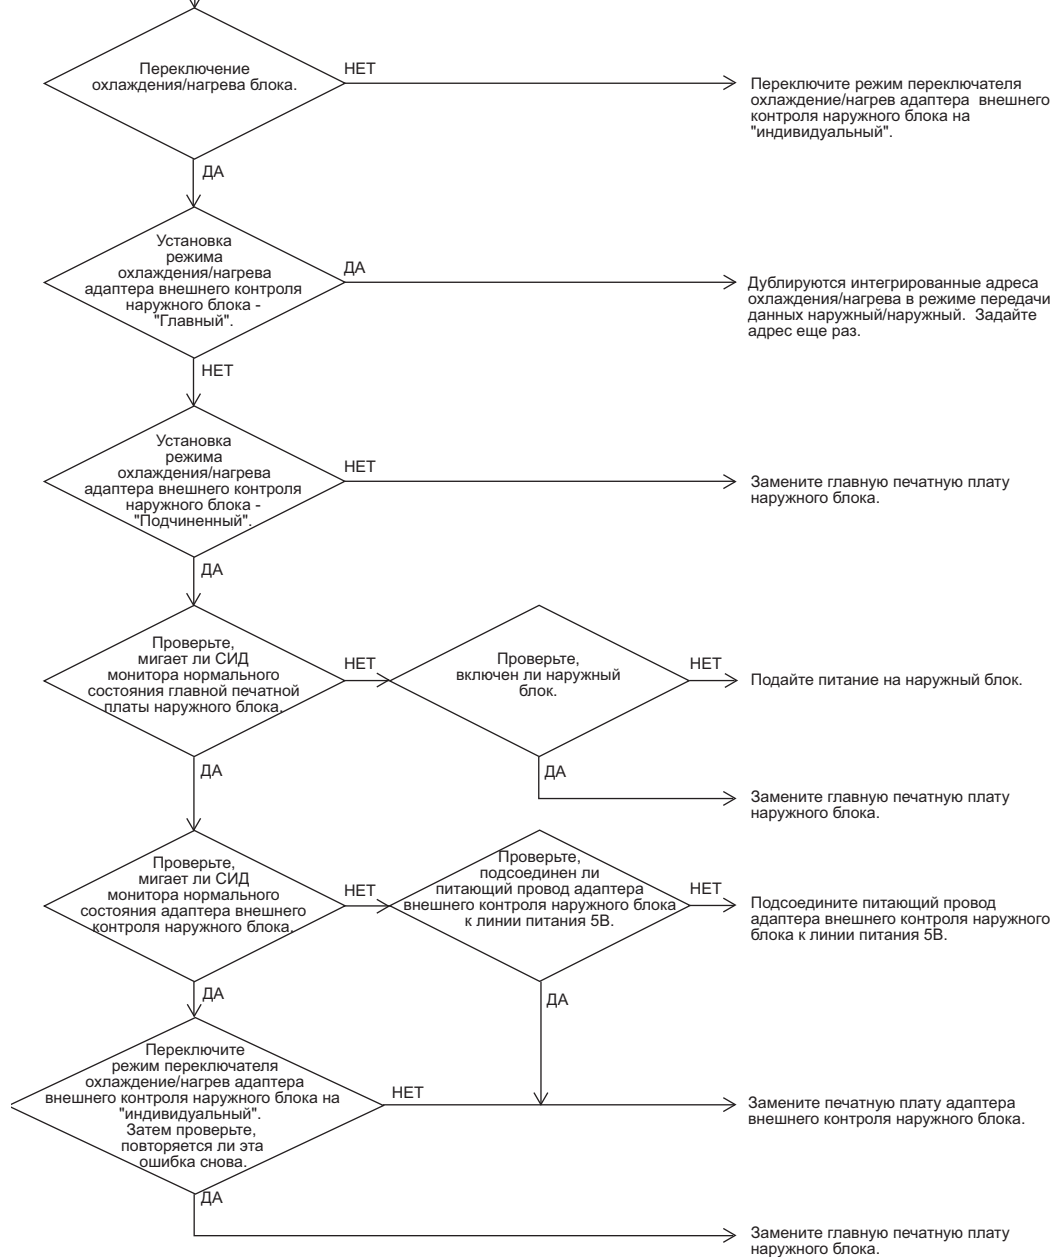 Переключение
охлаждения/нагрева блока.
НЕТ
Переключите режим переключателя
охлаждение/нагрев адаптера внешнего
контроля наружного блока на
"индивидуальный".
ДА
Установка
режима
охлаждения/нагрева
адаптера внешнего контроля
наружного блока -
"Главный".
ДА
Дублируются интегрированные адреса
охлаждения/нагрева в режиме передачи
данных наружный/наружный. Задайте
адрес еще раз.
НЕТ
Установка
режима
охлаждения/нагрева
адаптера внешнего контроля
наружного блока -
"Подчиненный".
НЕТ
Замените главную печатную плату
наружного блока.
ДА
Проверьте,
мигает ли СИД
монитора нормального
состояния главной печатной
платы наружного блока.
НЕТ
Проверьте,
включен ли наружный
блок.
НЕТ
Подайте питание на наружный блок.
ДА
ДА
Замените главную печатную плату
наружного блока.
Проверьте,
мигает ли СИД
монитора нормального
состояния адаптера внешнего
контроля наружного блока.
НЕТ
Проверьте,
подсоединен ли
питающий провод адаптера
внешнего контроля наружного блока
к линии питания 5В.
НЕТ
Подсоедините питающий провод
адаптера внешнего контроля наружного
блока к линии питания 5В.
ДА
ДА
Переключите
режим переключателя
охлаждение/нагрев адаптера
внешнего контроля наружного блока на
"индивидуальный".
Затем проверьте,
повторяется ли эта
ошибка снова.
НЕТ
Замените печатную плату адаптера
внешнего контроля наружного блока.
ДА
Замените главную печатную плату
наружного блока.